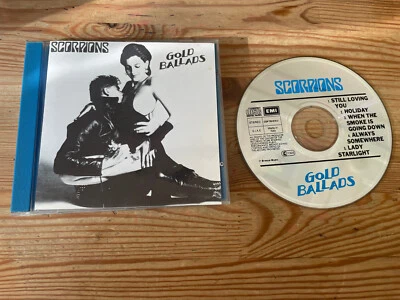 SCORPIONS
GOLD
BALLADS
SCORPIONS
EMI
STILL LOVING
YOU
HOLIDAY
WHEN THE
SMOKE IS
GOING DOWN
ALWAYS
SOMEWHERE
LADY
STARLIGHT
GOLD
BALLADS